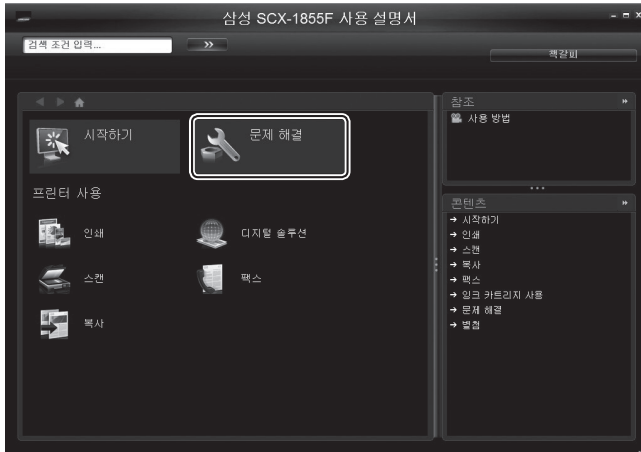 삼성 SCX-1855F 사용 설명서
검색 조건 입력...
책갈피
시작하기
문제 해결
프린터 사용
인쇄
디지털 솔루션
스캔
팩스
복사
참조
사용 방법
콘텐츠
→ 시작하기
→ 인쇄
→ 스캔
→ 복사
→ 팩스
→ 잉크 카트리지 사용
→ 문제 해결
→ 별첨